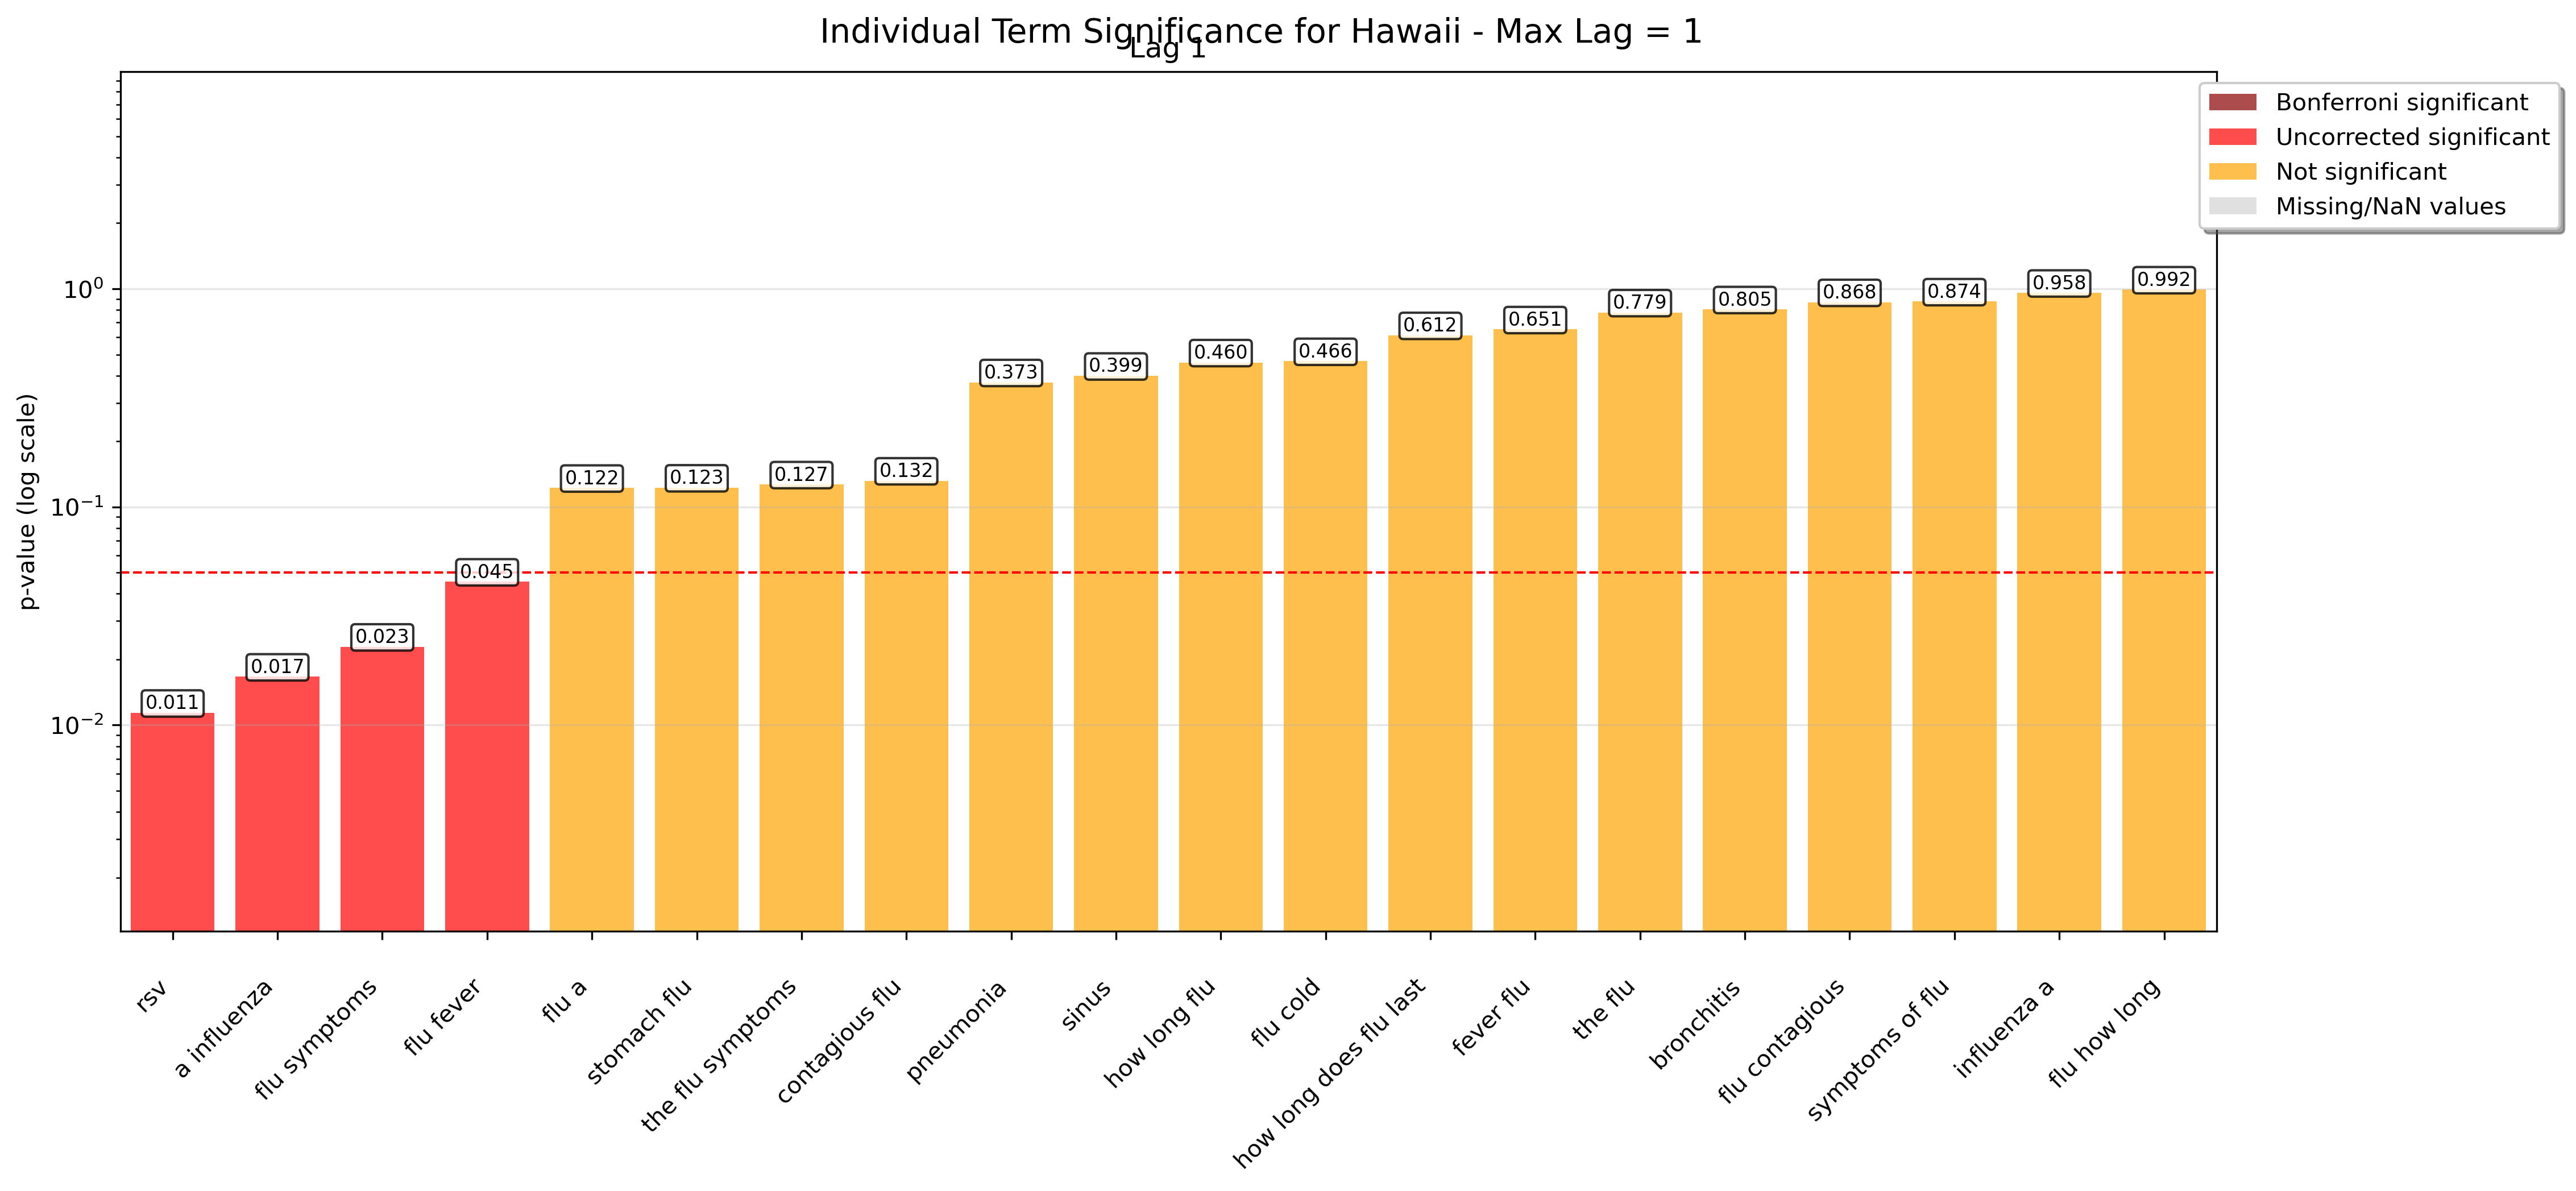 Individual Term Significance for Hawaii - Max Lag = 1
Lag 1
Bonferroni significant
Uncorrected significant
Not significant
Missing/NaN values
p-value (log scale)
10⁰
10⁻¹
10⁻²
0.011
0.017
0.023
0.045
0.122
0.123
0.127
0.132
0.373
0.399
0.460
0.466
0.612
0.651
0.779
0.805
0.868
0.874
0.958
0.992
rsv
a influenza
flu symptoms
flu fever
flu a
stomach flu
the flu symptoms
contagious flu
pneumonia
sinus
how long flu
flu cold
how long does flu last
fever flu
the flu
bronchitis
flu contagious
symptoms of flu
influenza a
flu how long